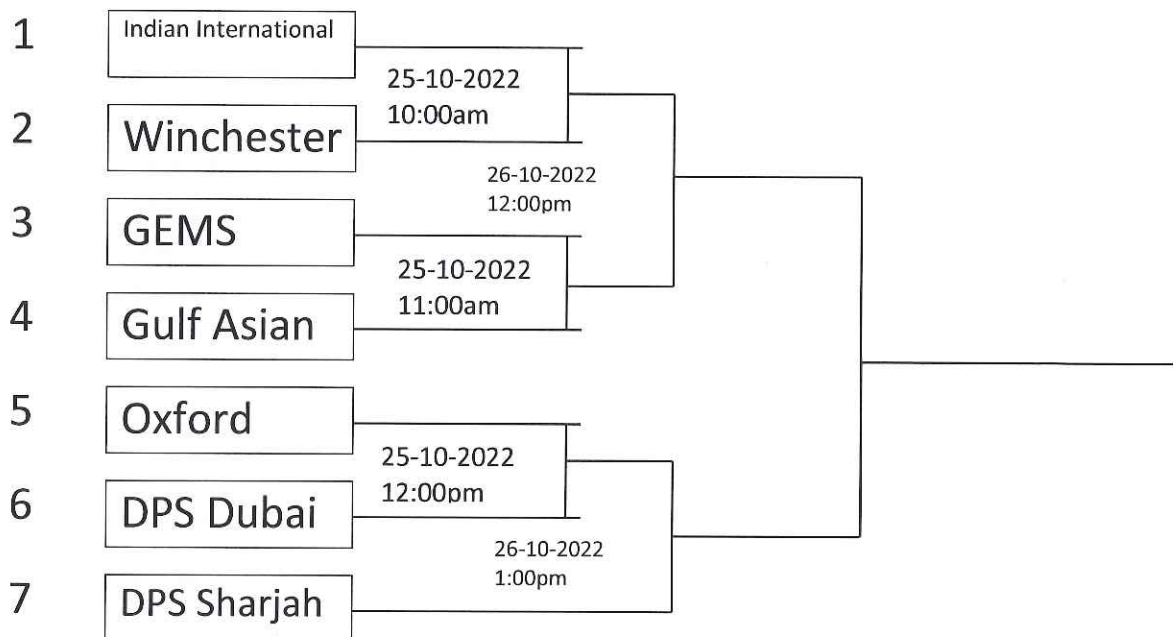 1
Indian International
25-10-2022
10:00am
2
Winchester
26-10-2022
12:00pm
3
GEMS
25-10-2022
11:00am
4
Gulf Asian
5
Oxford
25-10-2022
12:00pm
6
DPS Dubai
26-10-2022
1:00pm
7
DPS Sharjah